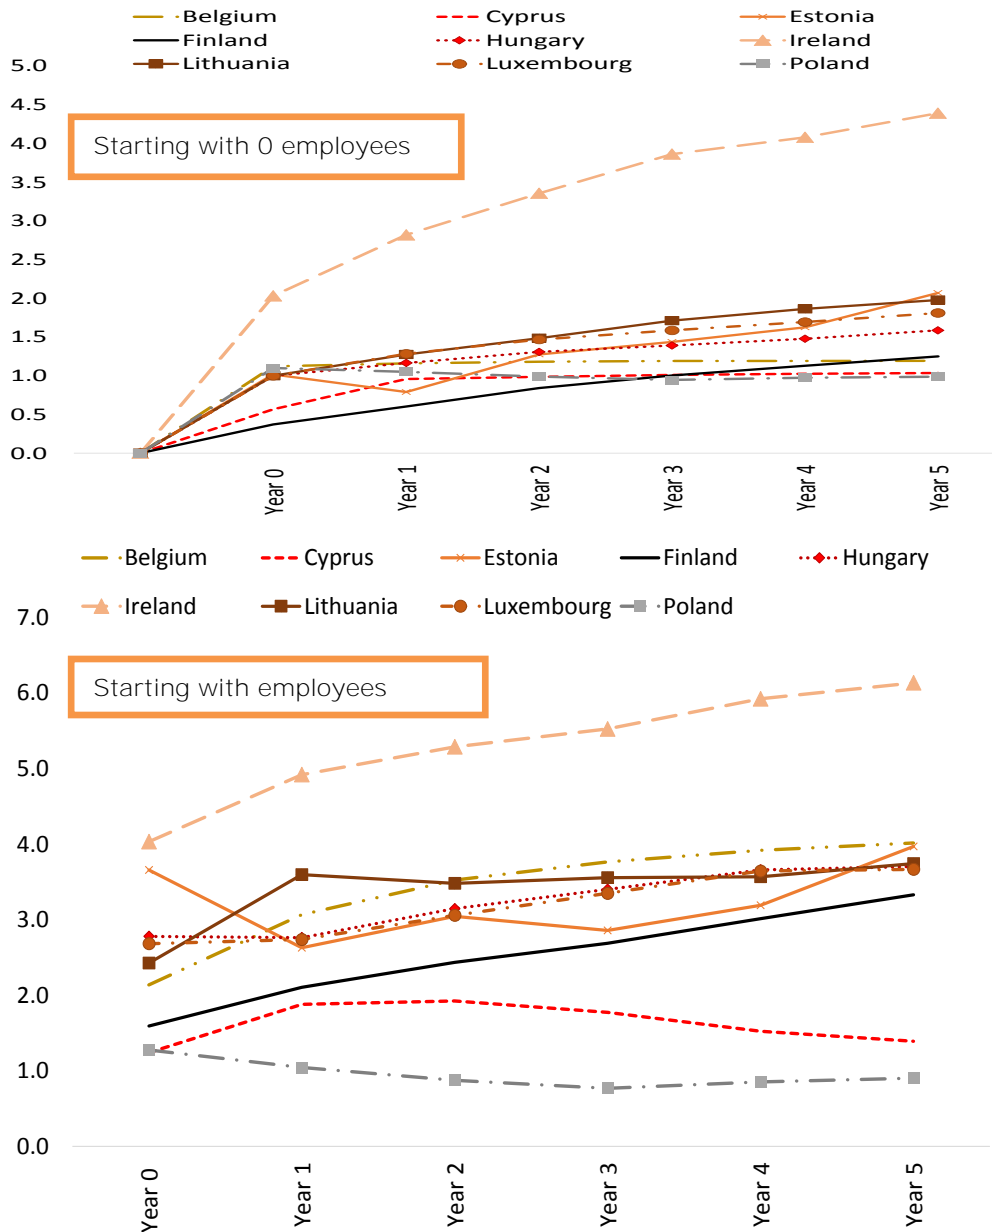 Belgium Cyprus Estonia
Finland Hungary Ireland
Lithuania Luxembourg Poland
5.0
4.5
Starting with 0 employees
4.0
3.5
3.0
2.5
2.0
1.5
1.0
0.5
0.0
Year 0 Year 1 Year 2 Year 3 Year 4 Year 5
Belgium Cyprus Estonia Finland Hungary
Ireland Lithuania Luxembourg Poland
7.0
Starting with employees
6.0
5.0
4.0
3.0
2.0
1.0
0.0
Year 0 Year 1 Year 2 Year 3 Year 4 Year 5